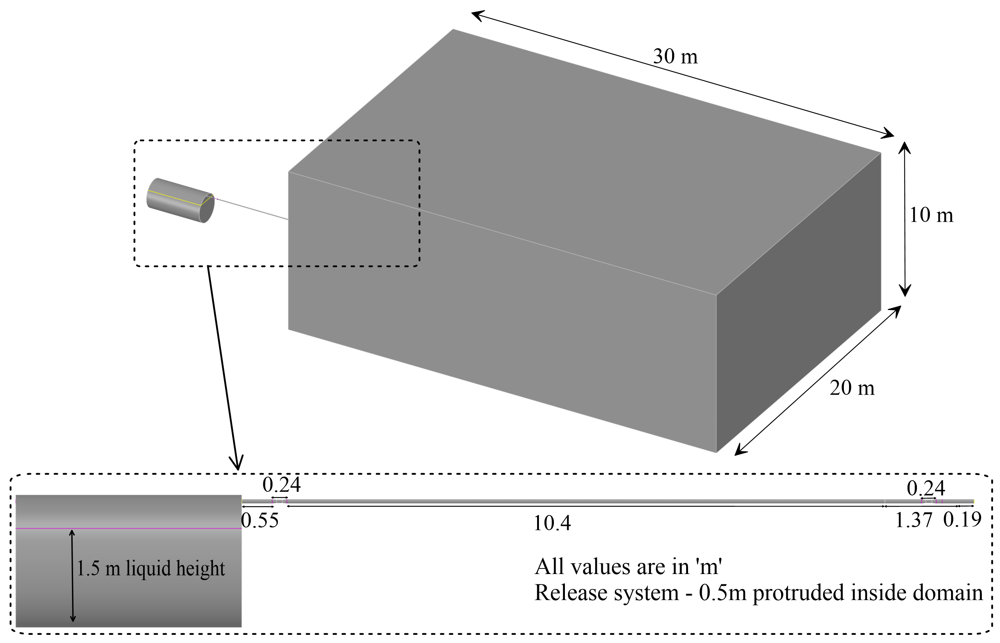 30 m
10 m
20 m
0.24
0.24
0.55
10.4
1.37
0.19
1.5 m liquid height
All values are in 'm'
Release system - 0.5m protruded inside domain